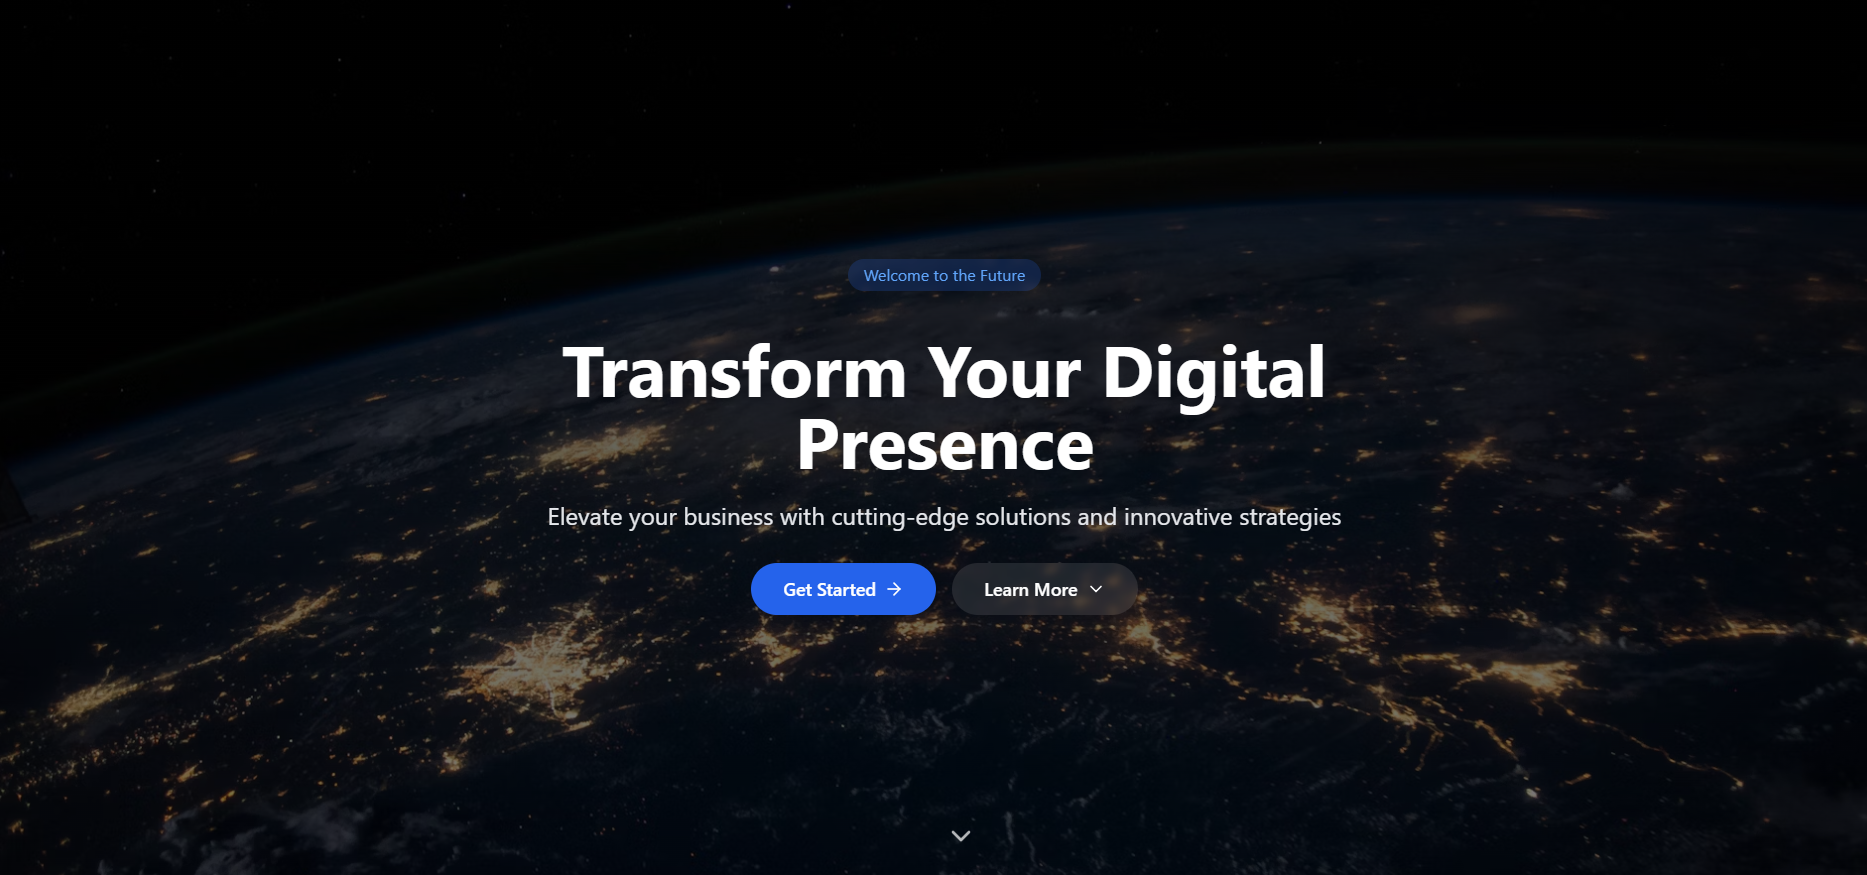 Welcome to the Future
Transform Your Digital
Presence
Elevate your business with cutting-edge solutions and innovative strategies
Get Started
Learn More